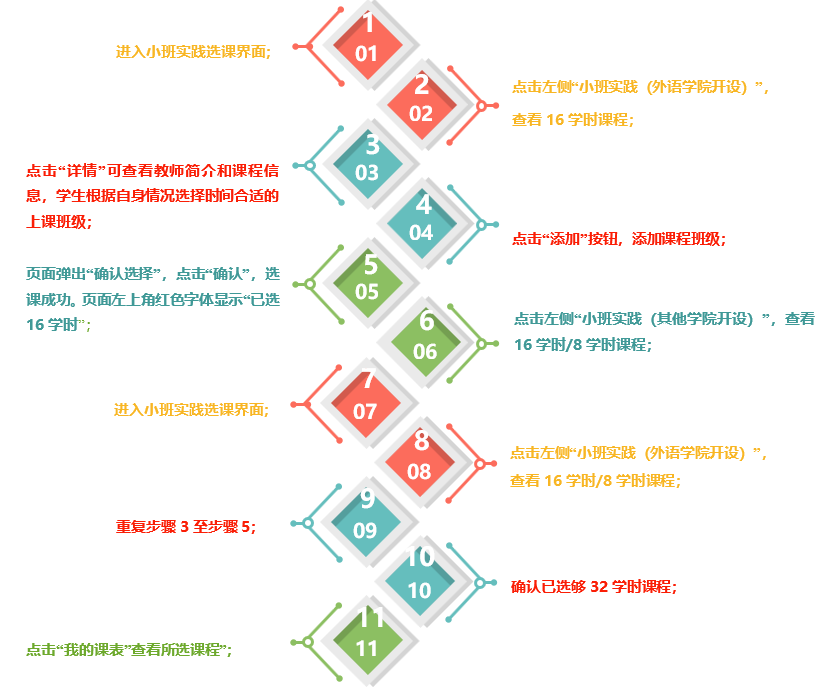 1
01
进入小班实践选课界面；
2
02
点击左侧“小班实践（外语学院开设）”，
查看 16 学时课程；
3
03
点击“详情”可查看教师简介和课程信
息，学生根据自身情况选择时间合适的
上课班级；
4
04
点击“添加”按钮，添加课程班级；
5
05
页面弹出“确认选择”，点击“确认”，选
课成功。页面左上角红色字体显示“已选
16 学时”；
6
06
点击左侧“小班实践（其他学院开设）”，查看
16 学时/8 学时课程；
7
07
进入小班实践选课界面；
8
08
点击左侧“小班实践（外语学院开设）”，
查看 16 学时/8 学时课程；
9
09
重复步骤 3 至步骤 5；
10
10
确认已选够 32 学时课程；
11
11
点击“我的课表”查看所选课程”；